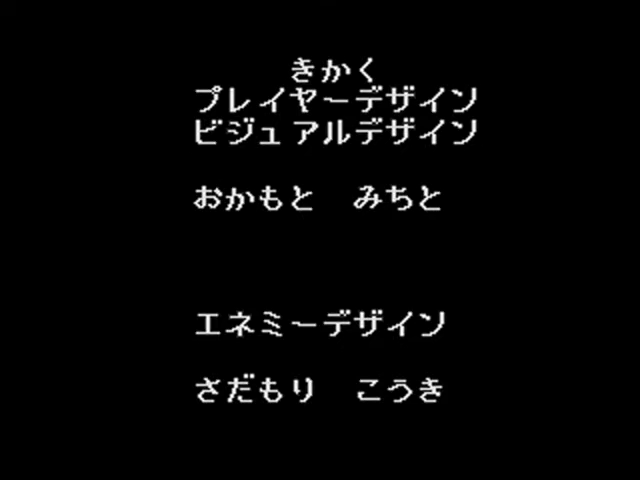 きかく
プレイヤーデザイン
ビジュアルデザイン
おかもと　みちと
エネミーデザイン
さだもり　こうき